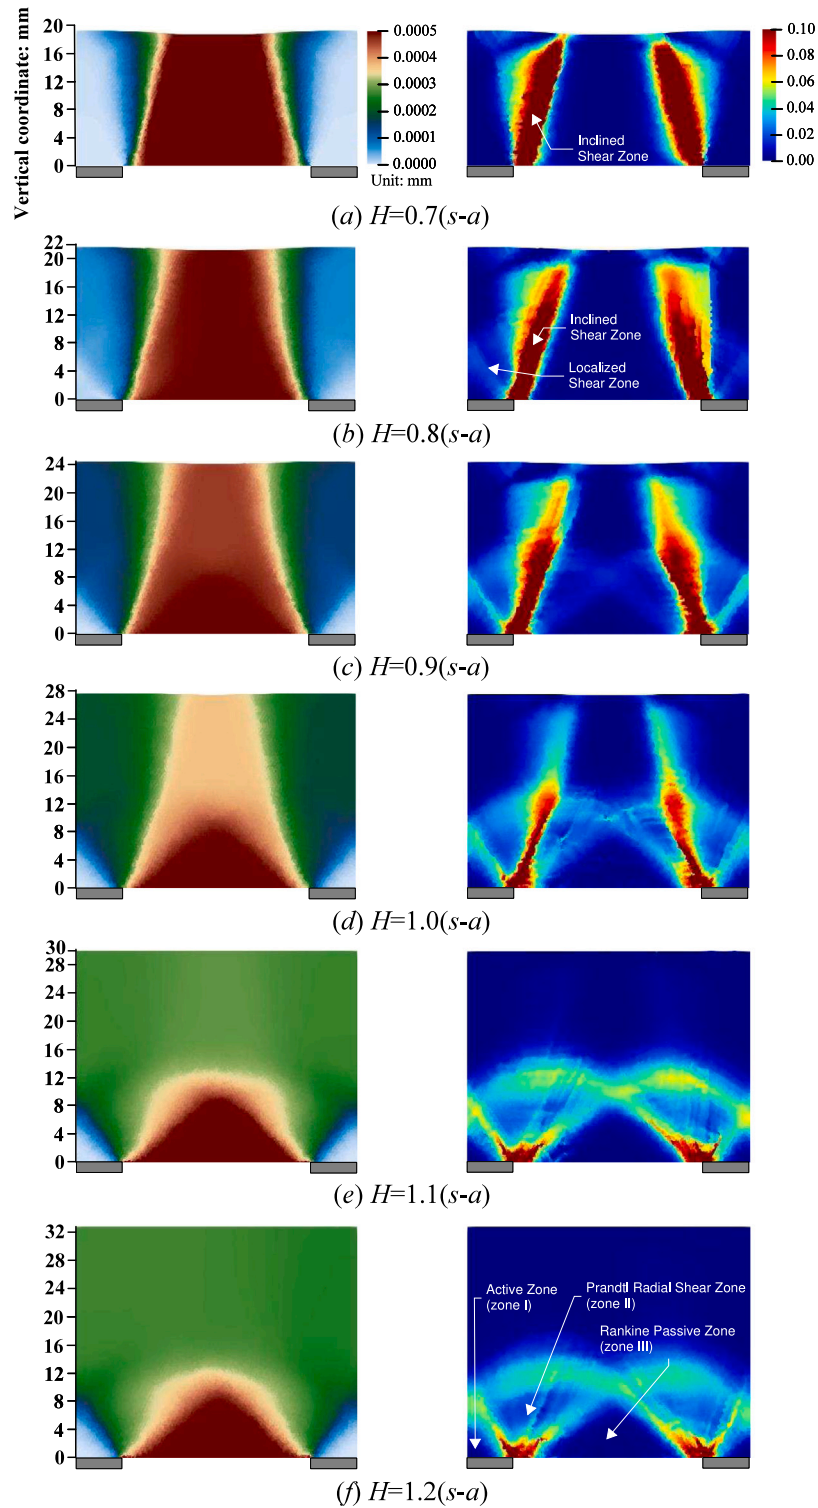 Vertical coordinate: mm
20
16
12
8
4
0
0.0005
0.0004
0.0003
0.0002
0.0001
0.0000
Unit: mm
Inclined
Shear Zone
0.10
0.08
0.06
0.04
0.02
0.00
(a) H=0.7(s-a)
22
20
16
12
8
4
0
Inclined
Shear Zone
Localized
Shear Zone
(b) H=0.8(s-a)
24
20
16
12
8
4
0
(c) H=0.9(s-a)
28
24
20
16
12
8
4
0
(d) H=1.0(s-a)
30
28
24
20
16
12
8
4
0
(e) H=1.1(s-a)
32
28
24
20
16
12
8
4
0
Active Zone
(zone I)
Prandtl Radial Shear Zone
(zone II)
Rankine Passive Zone
(zone III)
(f) H=1.2(s-a)